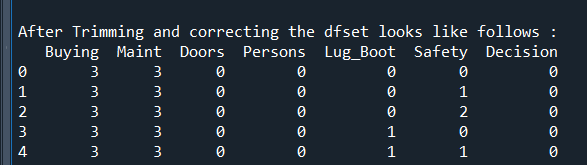 After Trimming and correcting the dfset looks like follows :
Buying Maint Doors Persons Lug_Boot Safety Decision
0 3 3 0 0 0 0 0
1 3 3 0 0 0 1 0
2 3 3 0 0 0 2 0
3 3 3 0 0 1 0 0
4 3 3 0 0 1 1 0